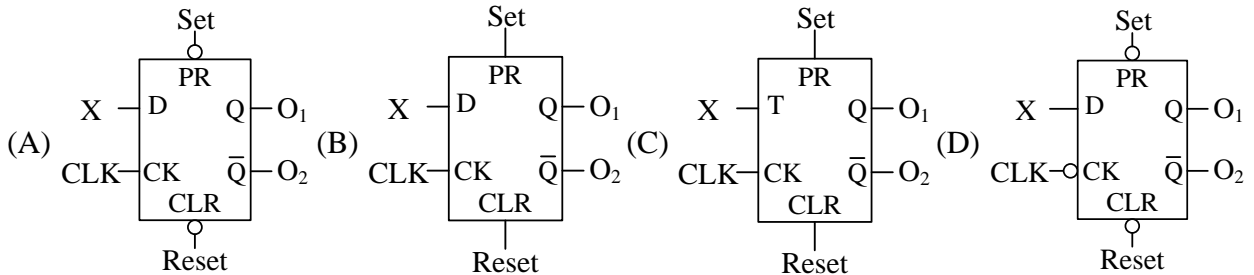 Set Set Set Set
PR PR PR PR
X D Q O₁ X D Q O₁ X T Q O₁ X D Q O₁
(A) (B) (C) (D)
CLK CK Q̅ O₂ CLK CK Q̅ O₂ CLK CK Q̅ O₂ CLK CK Q̅ O₂
CLR CLR CLR CLR
Reset Reset Reset Reset